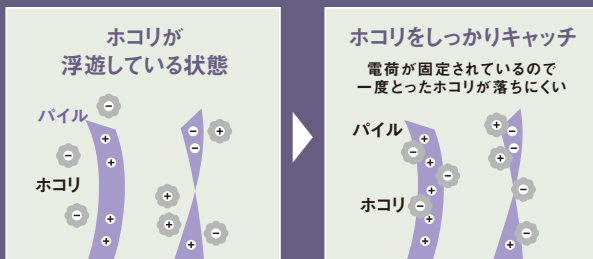 ホコリが
浮遊している状態
パイル
ホコリ
ホコリをしっかりキャッチ
電荷が固定されているので
一度とったホコリが落ちにくい
パイル
ホコリ